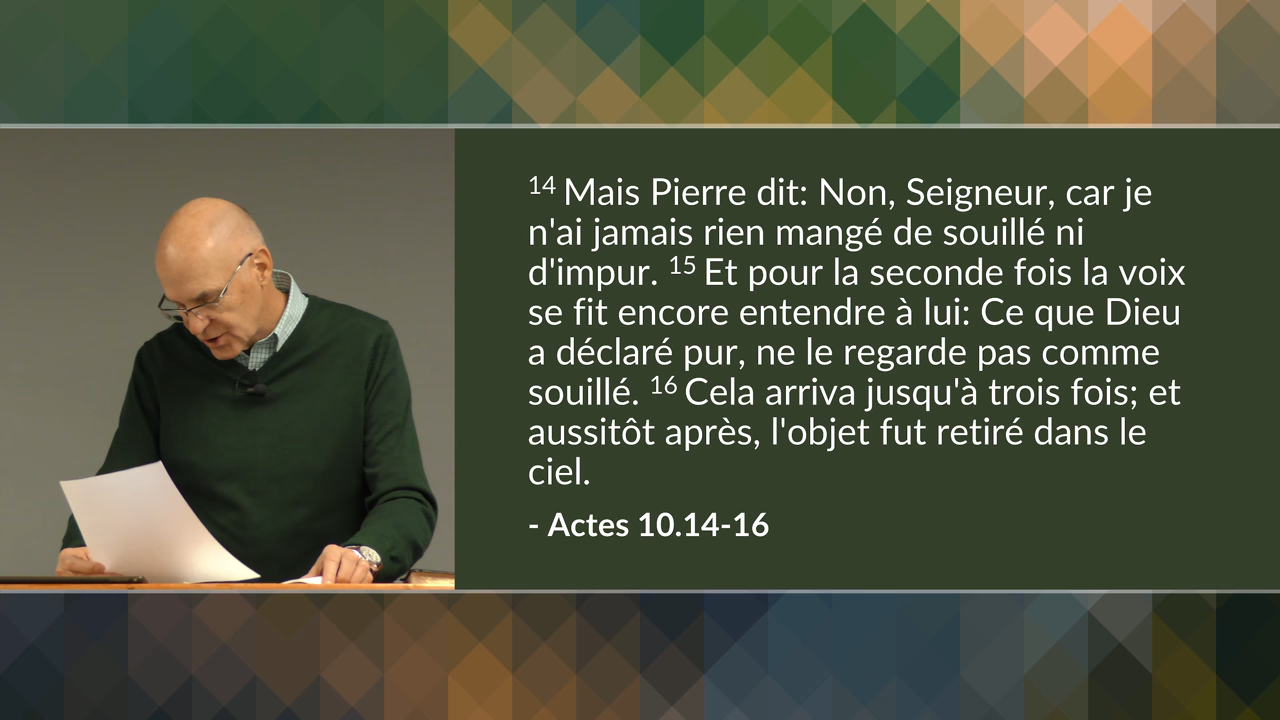 14 Mais Pierre dit: Non, Seigneur, car je
n'ai jamais rien mangé de souillé ni
d'impur. 15 Et pour la seconde fois la voix
se fit encore entendre à lui: Ce que Dieu
a déclaré pur, ne le regarde pas comme
souillé. 16 Cela arriva jusqu'à trois fois; et
aussitôt après, l'objet fut retiré dans le
ciel.
- Actes 10.14-16